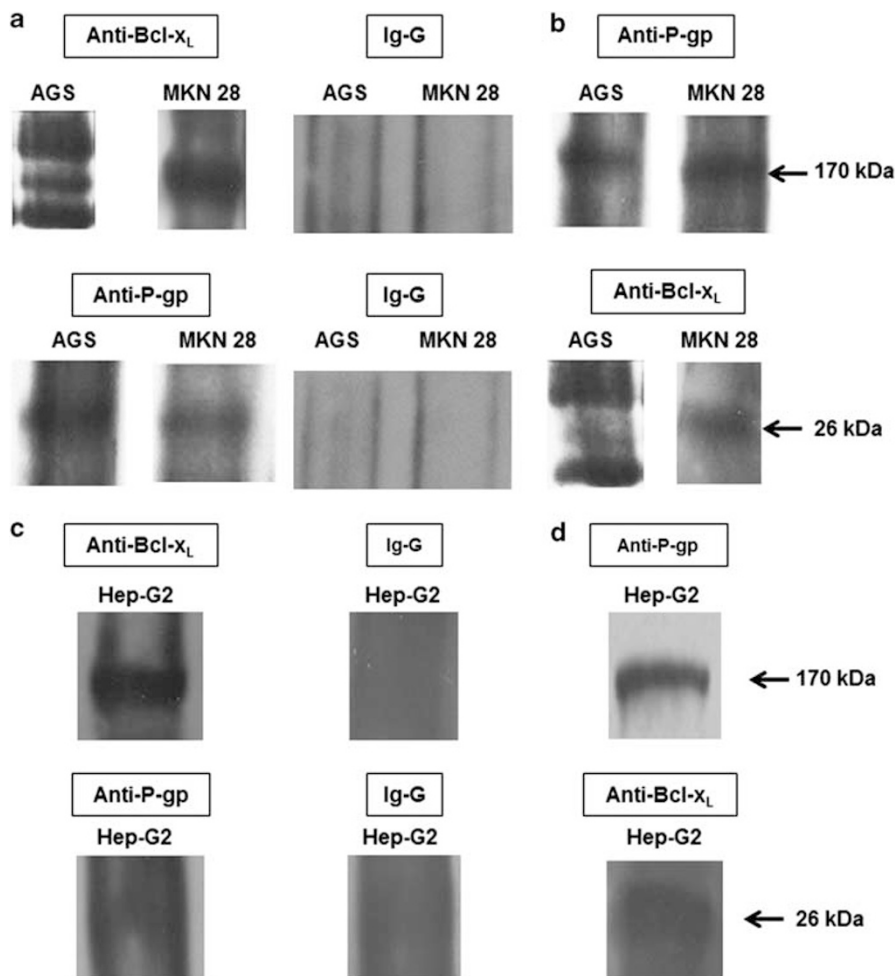 a
Anti-Bcl-xL
Ig-G
b
Anti-P-gp
AGS
MKN 28
AGS
MKN 28
AGS
MKN 28
170 kDa
Anti-P-gp
Ig-G
Anti-Bcl-xL
AGS
MKN 28
AGS
MKN 28
AGS
MKN 28
26 kDa
c
Anti-Bcl-xL
Ig-G
d
Anti-P-gp
Hep-G2
Hep-G2
Hep-G2
170 kDa
Anti-P-gp
Ig-G
Anti-Bcl-xL
Hep-G2
Hep-G2
Hep-G2
26 kDa